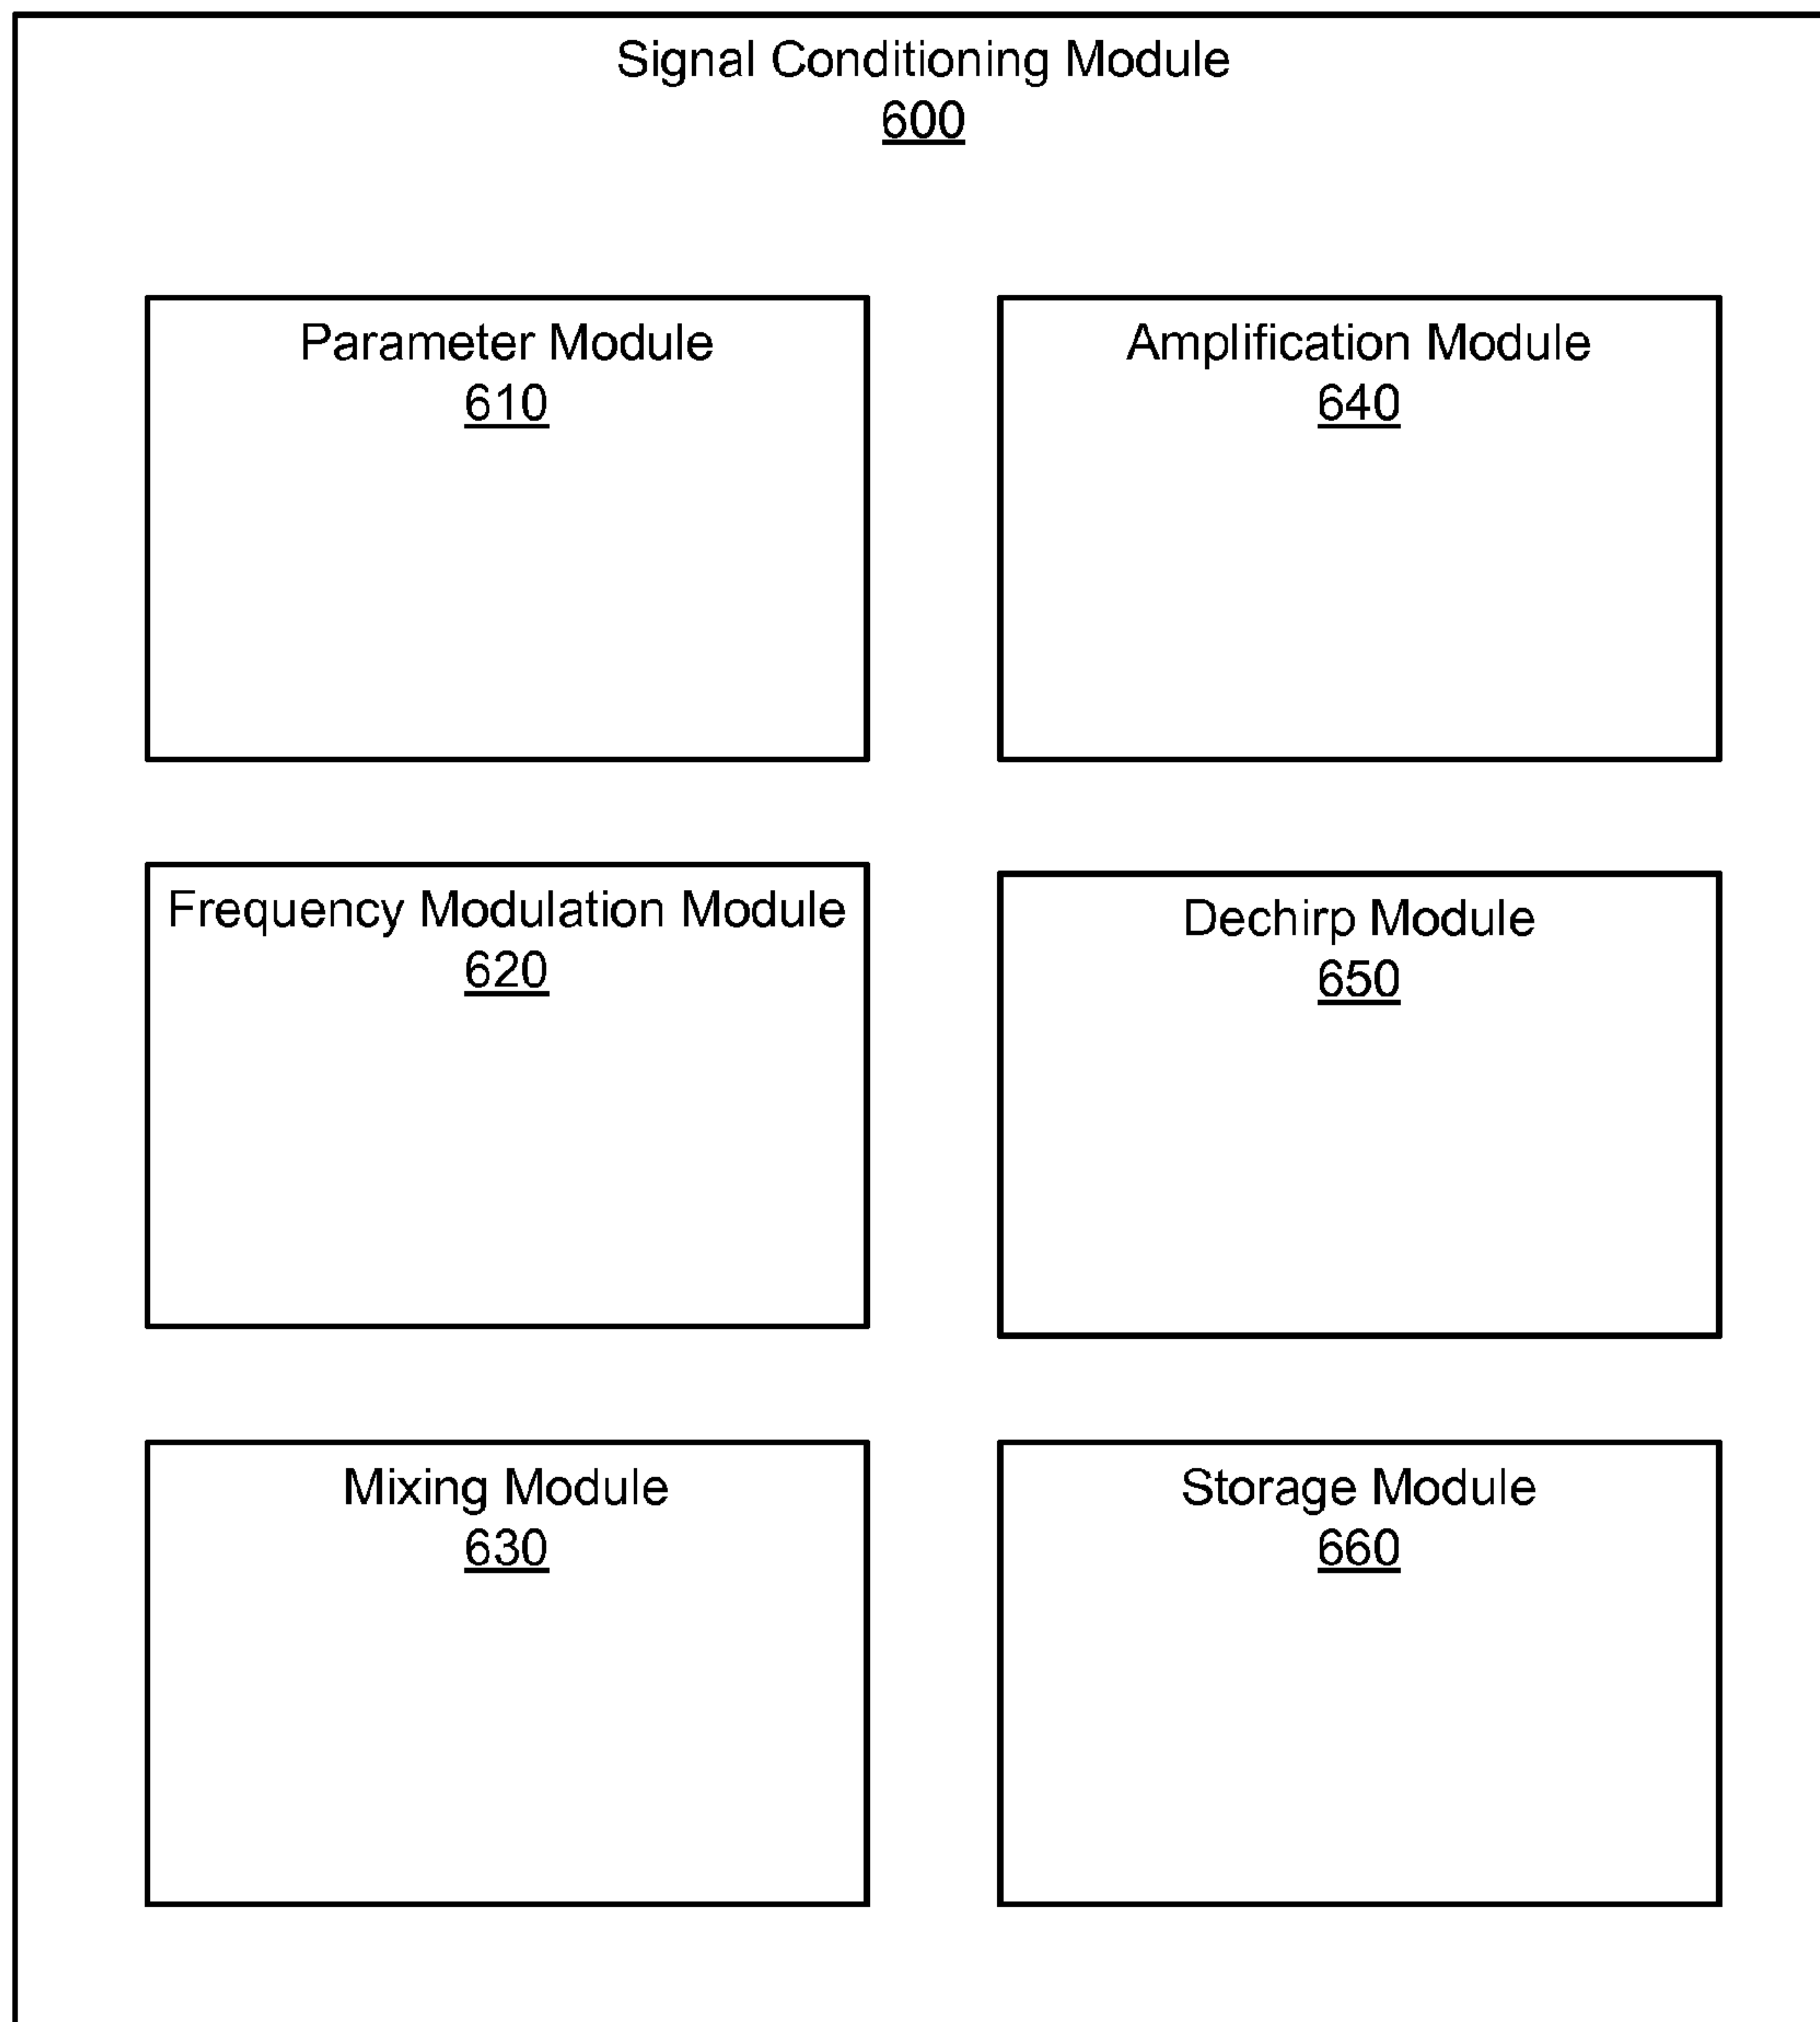 Signal Conditioning Module
600
Parameter Module
610
Amplification Module
640
Frequency Modulation Module
620
Dechirp Module
650
Mixing Module
630
Storage Module
660